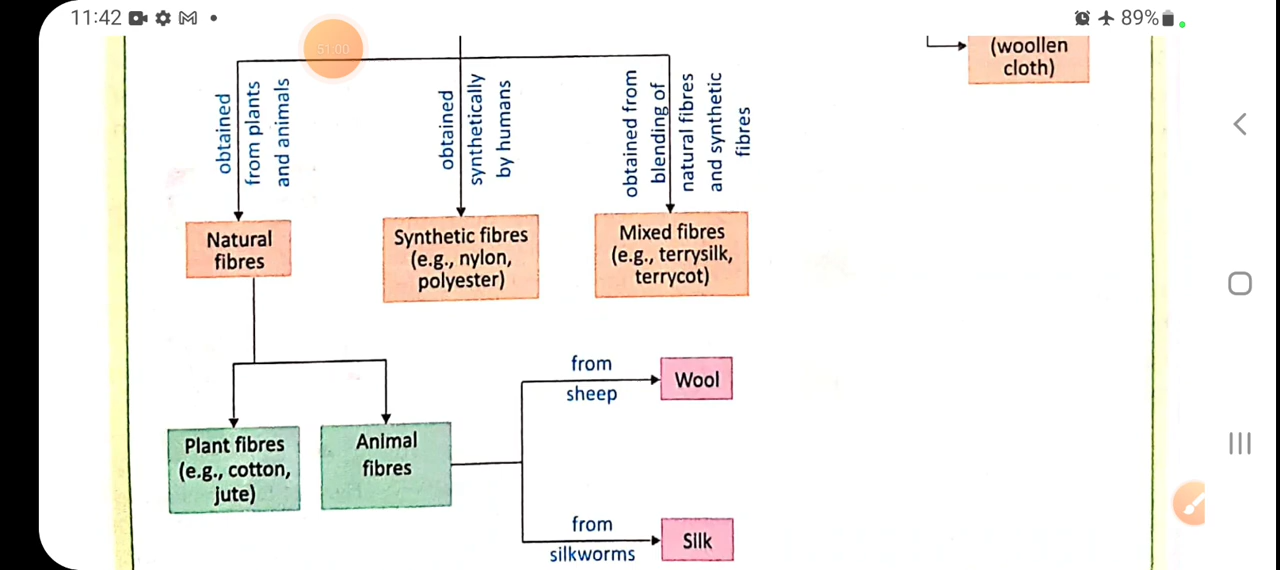 11:42
89%
51:00
(woollen
cloth)
obtained
from plants
and animals
obtained
synthetically
by humans
obtained from
blending of
natural fibres
and synthetic
fibres
Natural
fibres
Synthetic fibres
(e.g., nylon,
polyester)
Mixed fibres
(e.g., terrysilk,
terrycot)
from
sheep
Wool
Plant fibres
(e.g., cotton,
jute)
Animal
fibres
from
silkworms
Silk